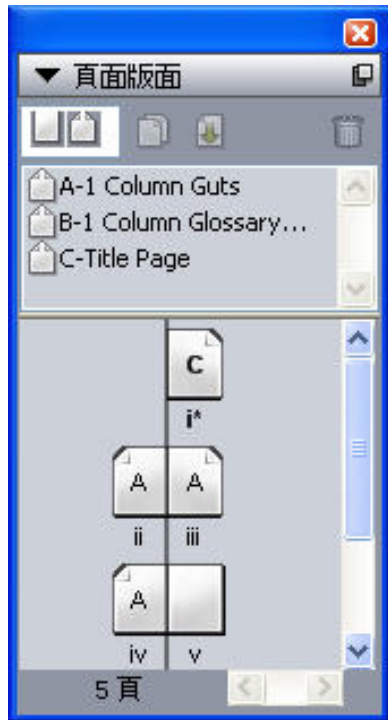 頁面版面
A-1 Column Guts
B-1 Column Glossary...
C-Title Page
C
i*
A A
ii iii
A
iv v
5 頁